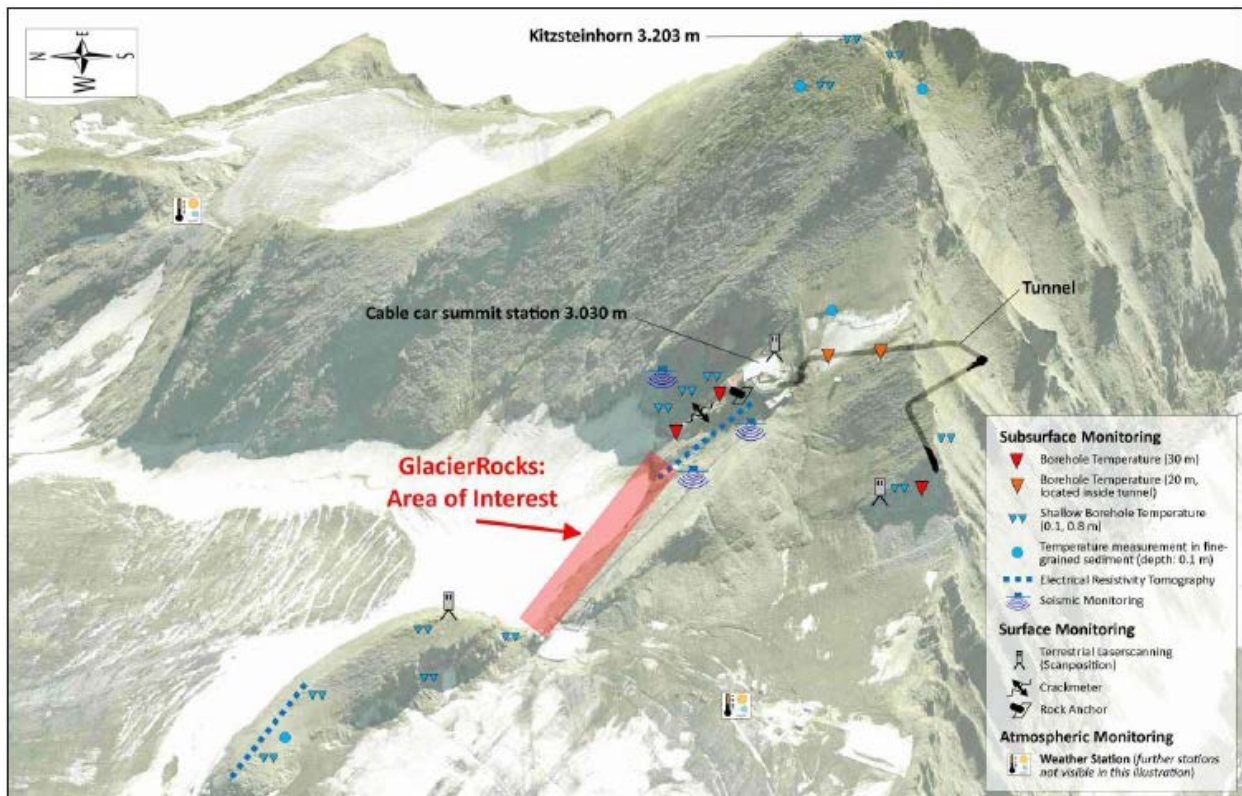 E
N
S
W
Kitzsteinhorn 3.203 m
Tunnel
Cable car summit station 3.030 m
GlacierRocks:
Area of Interest
Subsurface Monitoring
Borehole Temperature (30 m)
Borehole Temperature (20 m,
located inside tunnel)
Shallow Borehole Temperature
(0.1, 0.8 m)
Temperature measurement in fine-
grained sediment (depth: 0.1 m)
Electrical Resistivity Tomography
Seismic Monitoring
Surface Monitoring
Terrestrial Laserscanning
(Scanposition)
Crackmeter
Rock Anchor
Atmospheric Monitoring
Weather Station (further stations
not visible in this illustration)